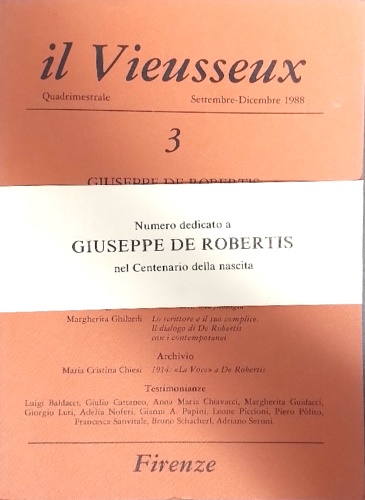 il Vieusseux
Quadrimestrale Settembre-Dicembre 1988
3
GIUSEPPE DE ROBERTIS
Numero dedicato a
GIUSEPPE DE ROBERTIS
nel Centenario della nascita
Margherita Ghilardi Lo scrittore e il suo complice.
Il dialogo di De Robertis
con i contemporanei
Archivio
Maria Cristina Chiesi 1914: «La Voce» a De Robertis
Testimonianze
Luigi Baldacci, Giulio Cattaneo, Anna Maria Chiavacci, Margherita Guidacci,
Giorgio Luti, Adelia Noferi, Gianni A. Papini, Leone Piccioni, Piero Pòlito,
Francesca Sanvitale, Bruno Schacherl, Adriano Seroni.
Firenze